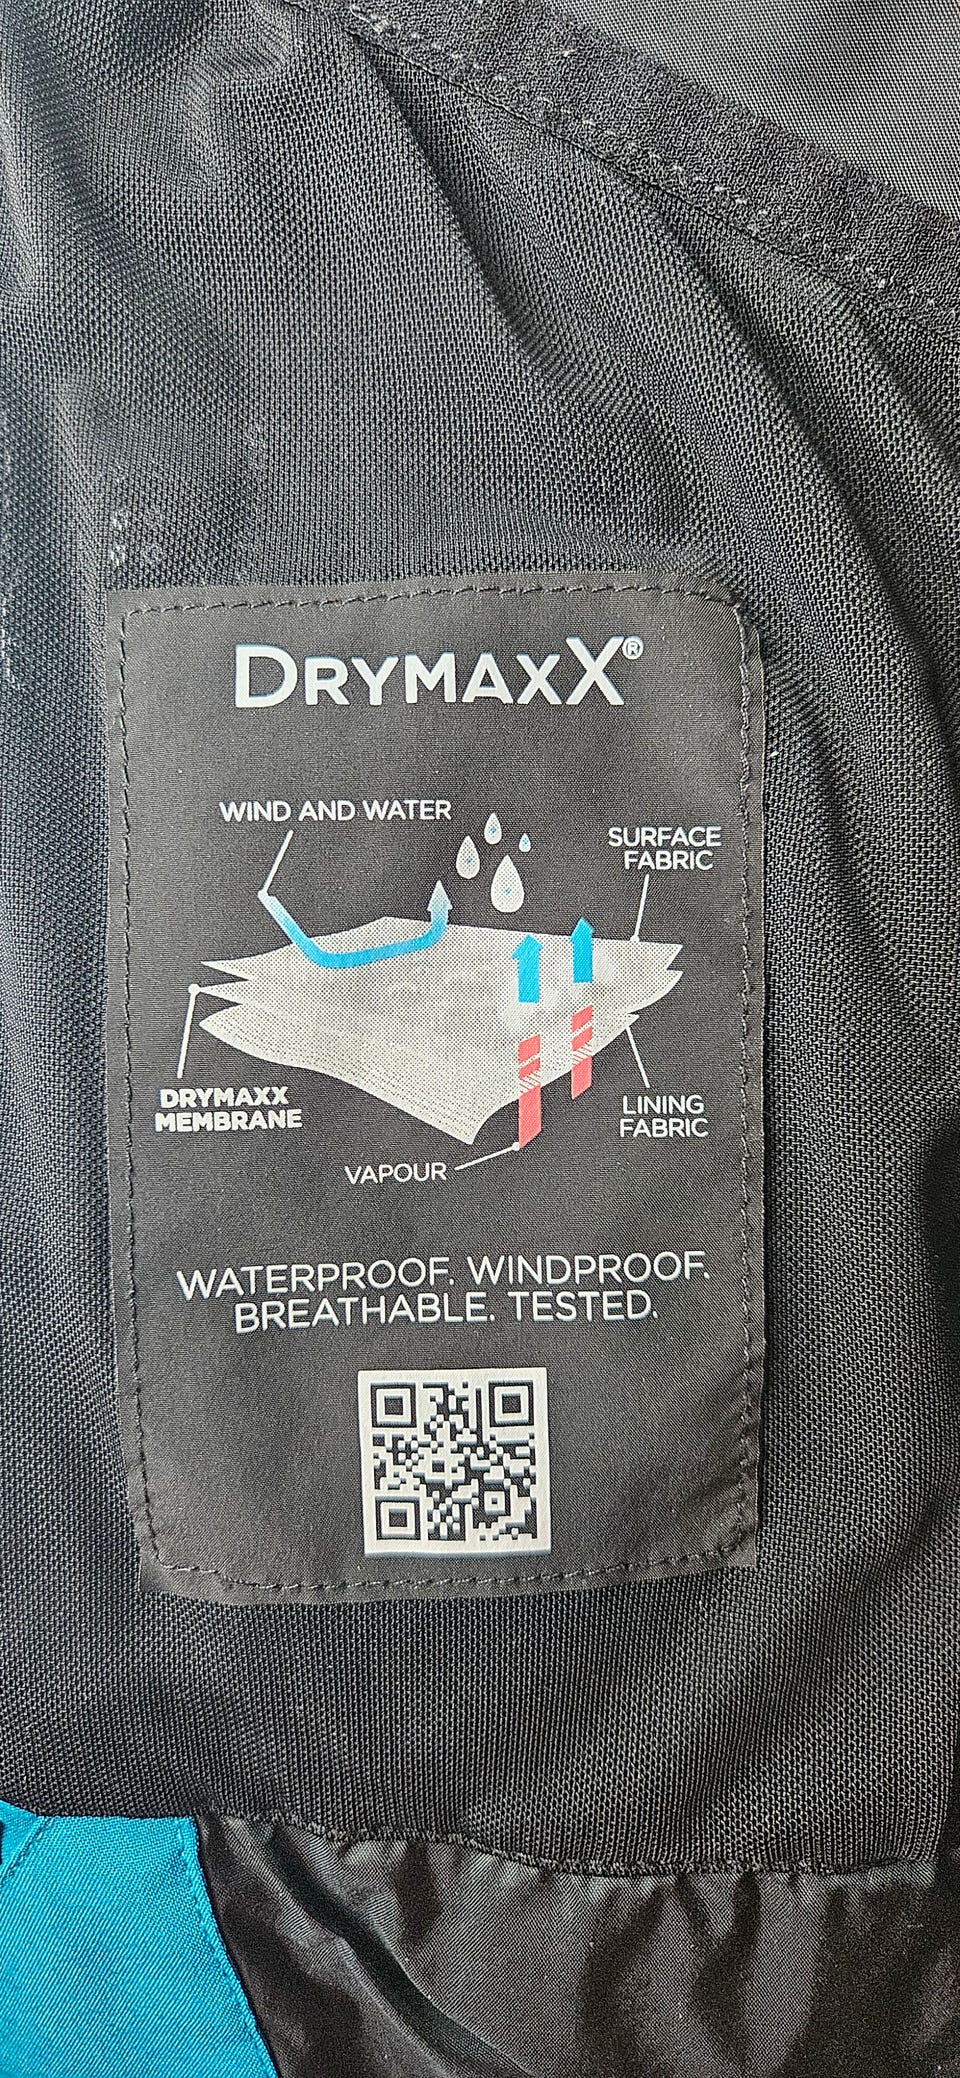 DRYMAXX®
WIND AND WATER
SURFACE
FABRIC
DRYMAXX
MEMBRANE
LINING
FABRIC
VAPOUR
WATERPROOF. WINDPROOF.
BREATHABLE. TESTED.